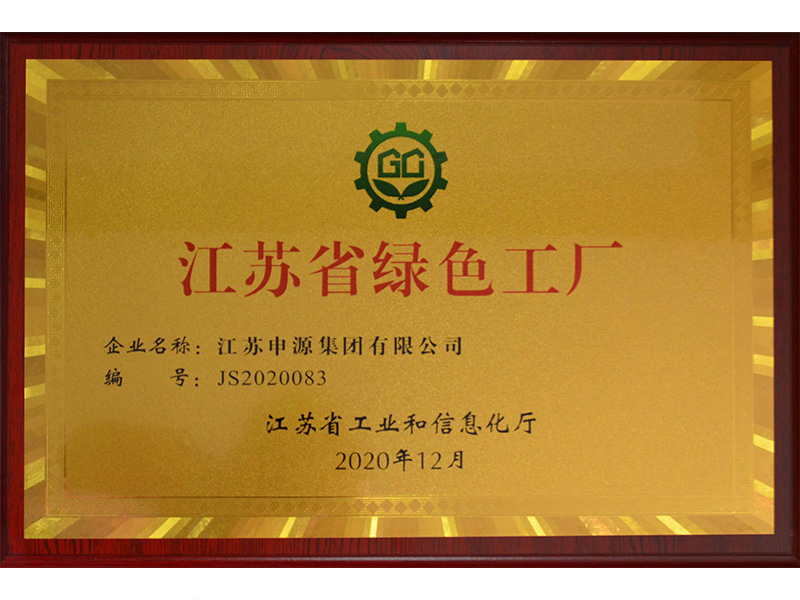 GC
江苏省绿色工厂
企业名称：江苏申源集团有限公司
编 号：JS2020083
江苏省工业和信息化厅
2020年12月